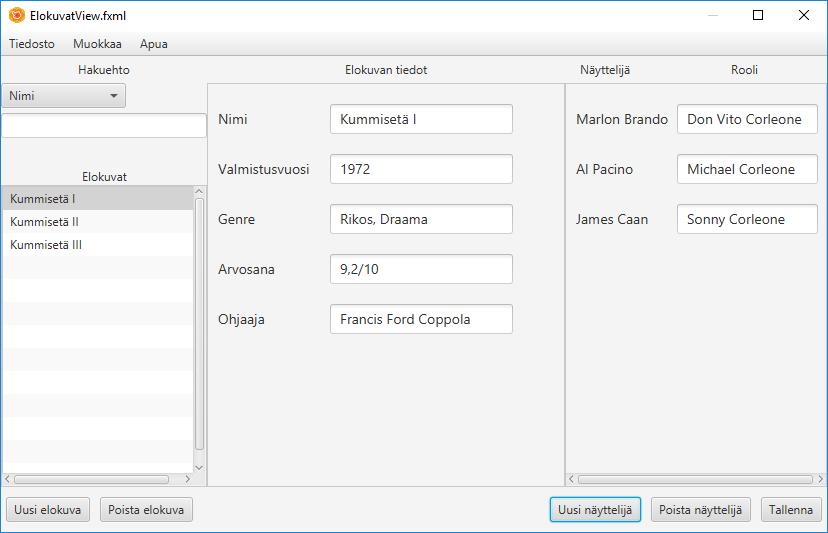 ElokuvatView.fxml
Tiedosto Muokkaa Apua
Hakuehto Elokuvan tiedot Näyttelijä Rooli
Nimi
Elokuvat
Kummisetä I
Kummisetä II
Kummisetä III
Nimi Kummisetä I
Valmistusvuosi 1972
Genre Rikos, Draama
Arvosana 9,2/10
Ohjaaja Francis Ford Coppola
Marlon Brando Don Vito Corleone
Al Pacino Michael Corleone
James Caan Sonny Corleone
Uusi elokuva Poista elokuva Uusi näyttelijä Poista näyttelijä Tallenna